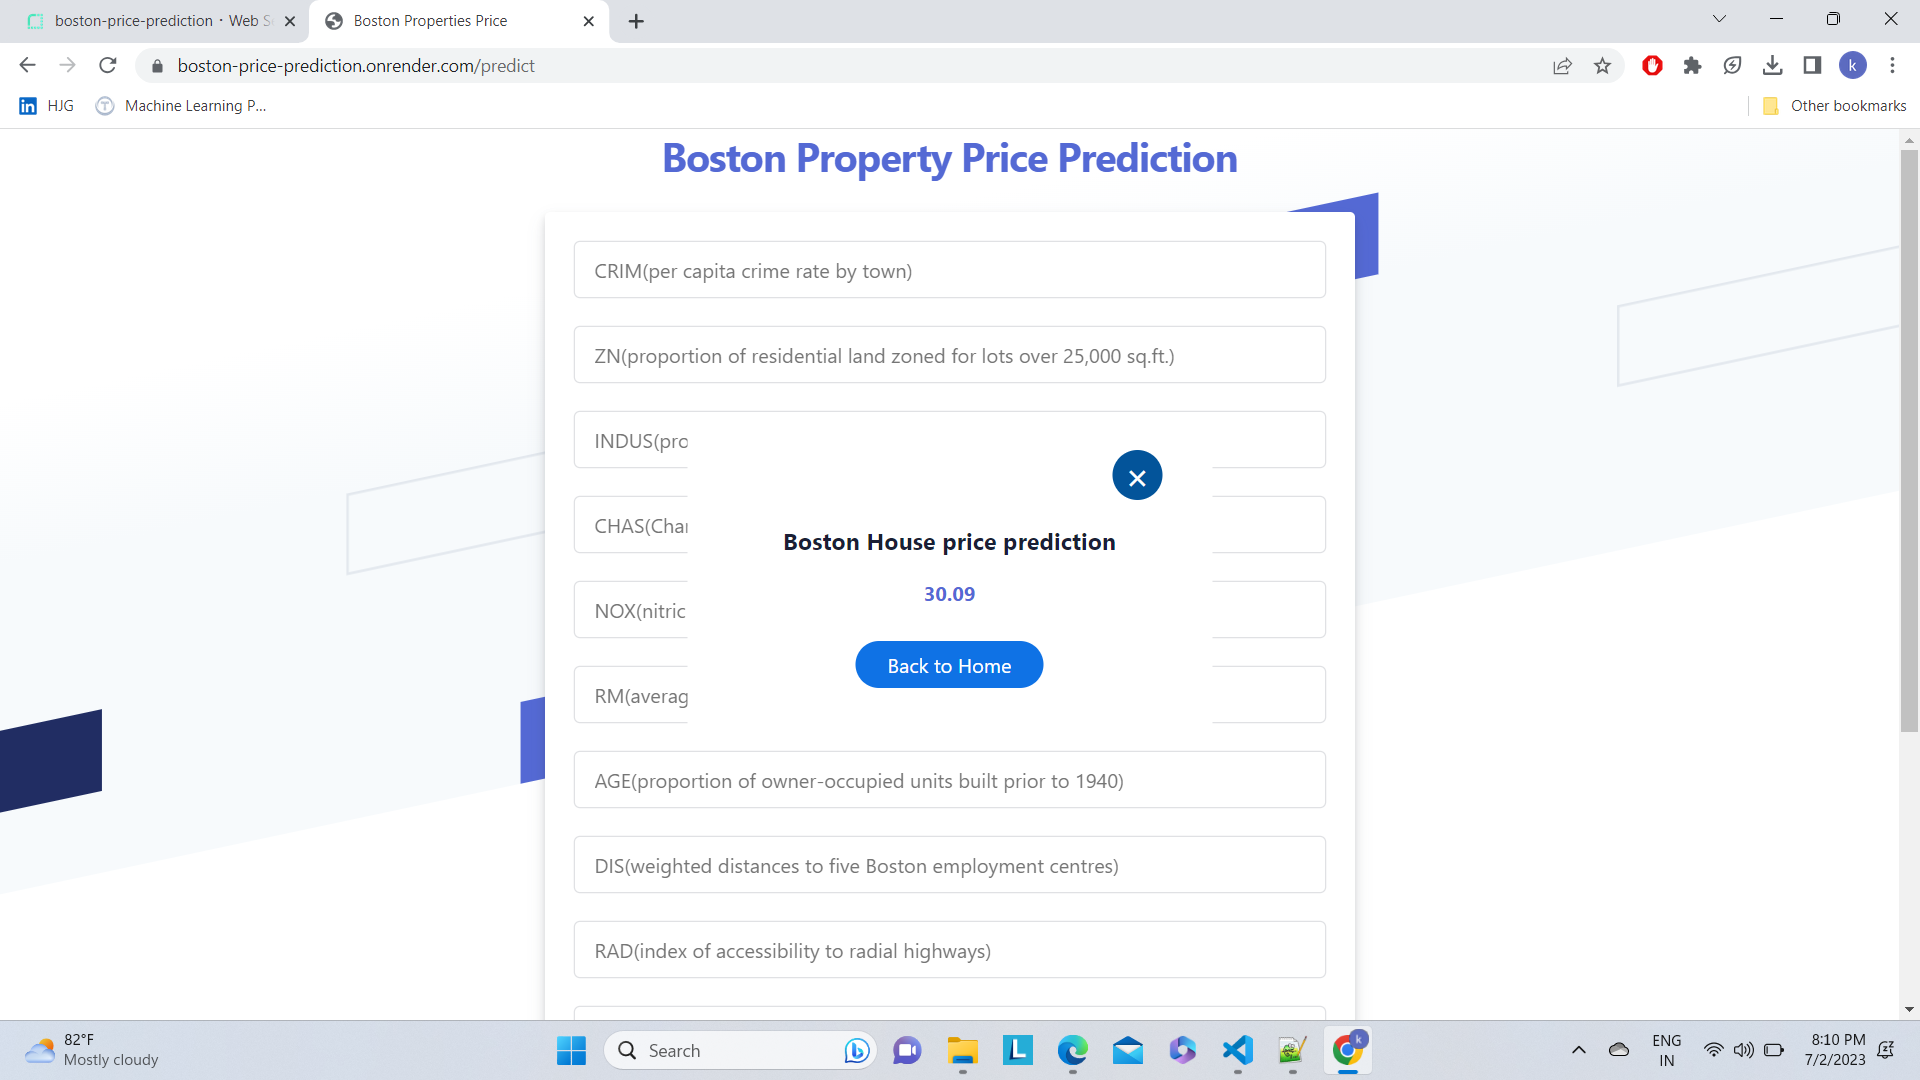 boston-price-prediction · Web S
Boston Properties Price
boston-price-prediction.onrender.com/predict
k
HJG
Machine Learning P...
Other bookmarks
Boston Property Price Prediction
CRIM(per capita crime rate by town)
ZN(proportion of residential land zoned for lots over 25,000 sq.ft.)
INDUS(pro
CHAS(Char
Boston House price prediction
30.09
NOX(nitric
Back to Home
RM(averag
AGE(proportion of owner-occupied units built prior to 1940)
DIS(weighted distances to five Boston employment centres)
RAD(index of accessibility to radial highways)
82°F
Mostly cloudy
Search
ENG
IN
8:10 PM
7/2/2023